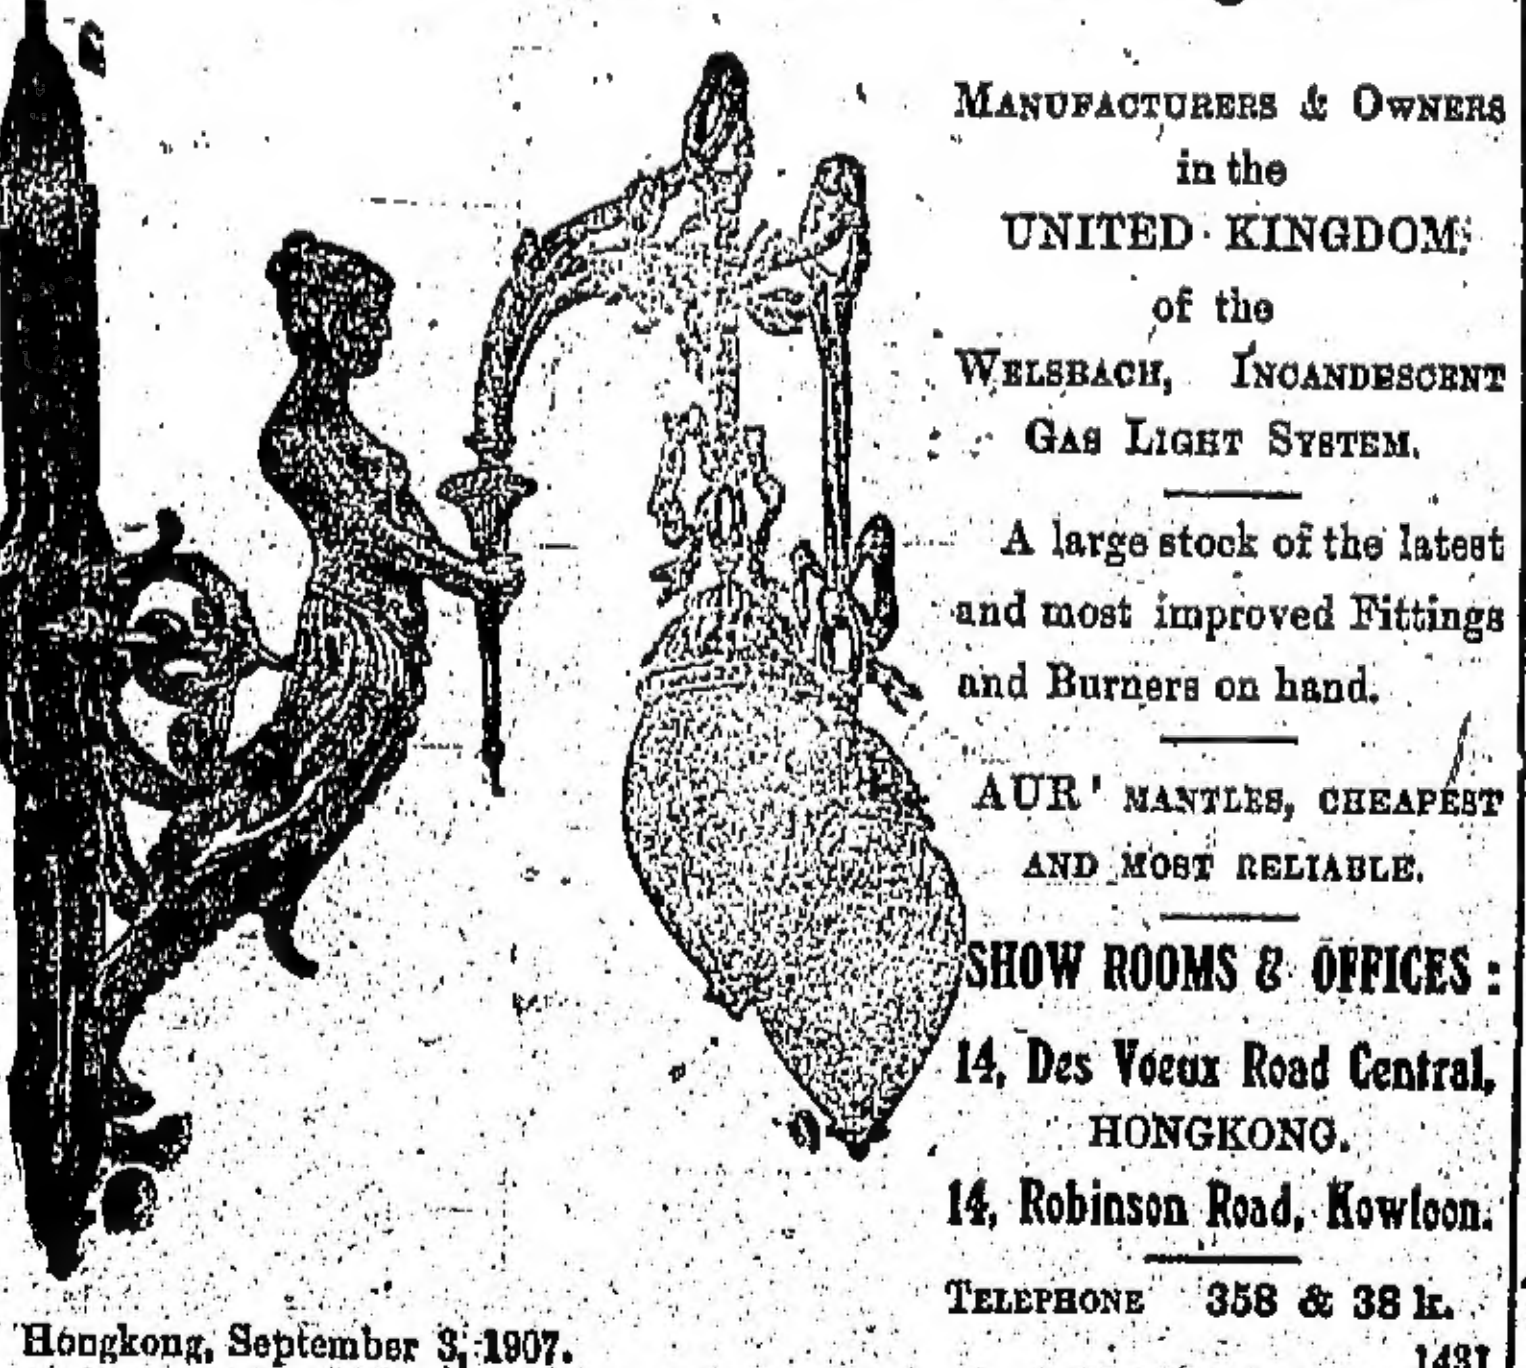 MANUFACTURERS & OWNERS
in the
UNITED KINGDOM,
of the
WELSBACH, INCANDESCENT
GAS LIGHT SYSTEM.
A large stock of the latest
and most improved Fittings
and Burners on hand.
AUR' MANTLES, CHEAPEST
AND MOST RELIABLE.
SHOW ROOMS & OFFICES :
14, Des Voeux Road Central,
HONGKONG.
14, Robinson Road, Kowloon.
TELEPHONE 358 & 38 k.
Hongkong, September 3, 1907.
1431